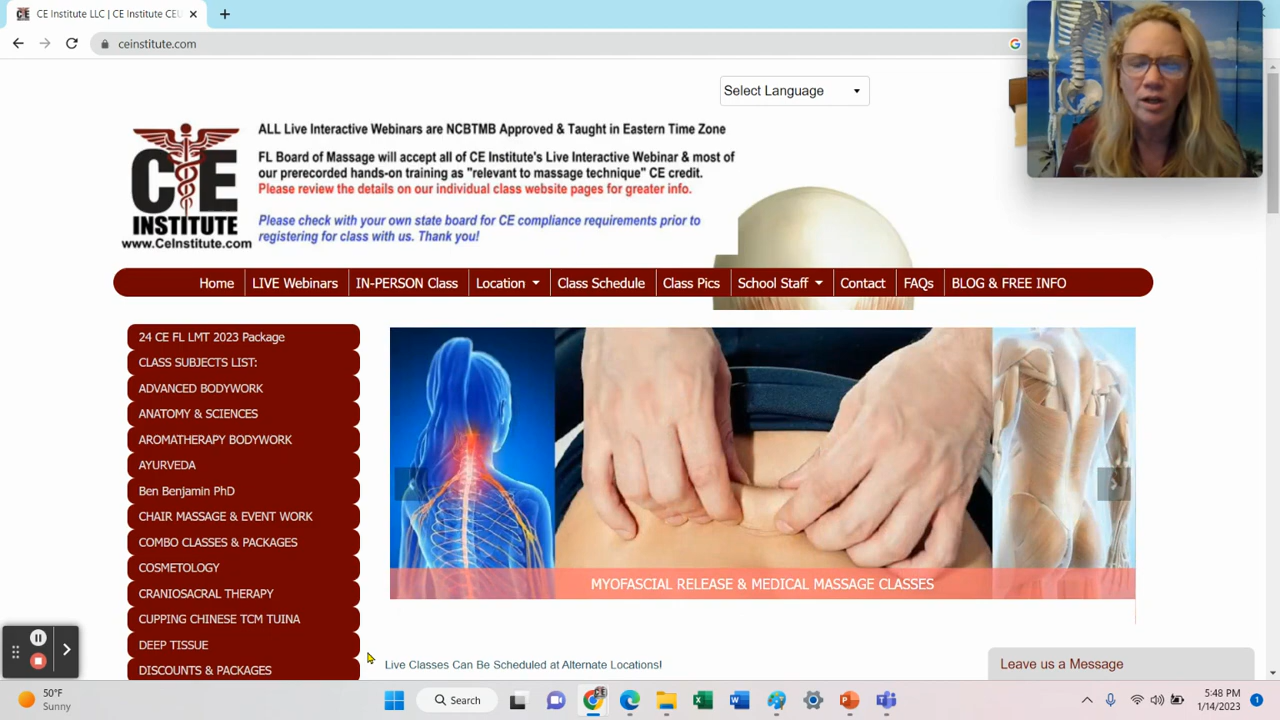 CE Institute LLC | CE Institute CEU
ceinstitute.com
Select Language
CE
INSTITUTE
www.CeInstitute.com
ALL Live Interactive Webinars are NCBTMB Approved & Taught in Eastern Time Zone
FL Board of Massage will accept all of CE Institute's Live Interactive Webinar & most of
our prerecorded hands-on training as "relevant to massage technique" CE credit.
Please review the details on our individual class website pages for greater info.
Please check with your own state board for CE compliance requirements prior to
registering for class with us. Thank you!
Home LIVE Webinars IN-PERSON Class Location Class Schedule Class Pics School Staff Contact FAQs BLOG & FREE INFO
24 CE FL LMT 2023 Package
CLASS SUBJECTS LIST:
ADVANCED BODYWORK
ANATOMY & SCIENCES
AROMATHERAPY BODYWORK
AYURVEDA
Ben Benjamin PhD
CHAIR MASSAGE & EVENT WORK
COMBO CLASSES & PACKAGES
COSMETOLOGY
CRANIOSACRAL THERAPY
CUPPING CHINESE TCM TUINA
DEEP TISSUE
DISCOUNTS & PACKAGES
MYOFASCIAL RELEASE & MEDICAL MASSAGE CLASSES
Live Classes Can Be Scheduled at Alternate Locations!
Leave us a Message
50°F
Sunny
Search
5:48 PM
1/14/2023
1